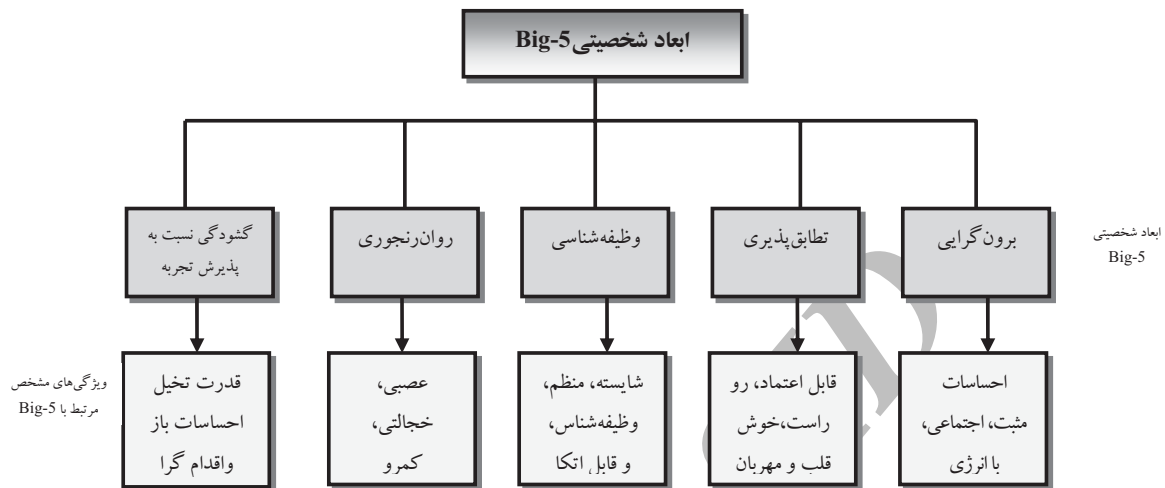 ابعاد شخصیتی Big-5
برون‌گرایی
تطابق‌پذیری
وظیفه‌شناسی
روان‌رنجوری
گشودگی نسبت به
پذیرش تجربه
ابعاد شخصیتی
Big-5
احساسات
مثبت، اجتماعی،
با انرژی
قابل اعتماد، رو
راست،خوش
قلب و مهربان
شایسته، منظم،
وظیفه‌شناس،
و قابل اتکا
عصبی،
خجالتی،
کمرو
قدرت تخیل
احساسات باز
واقدام گرا
ویژگی‌های مشخص
مرتبط با Big-5